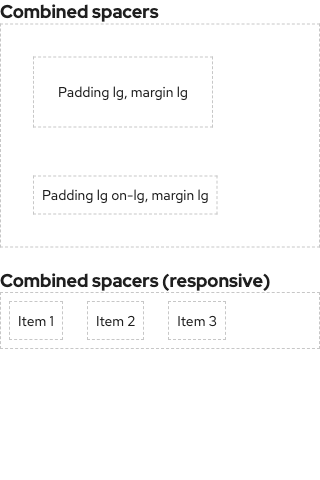 Combined spacers
Padding lg, margin lg
Padding lg on-lg, margin lg
Combined spacers (responsive)
Item 1 Item 2 Item 3